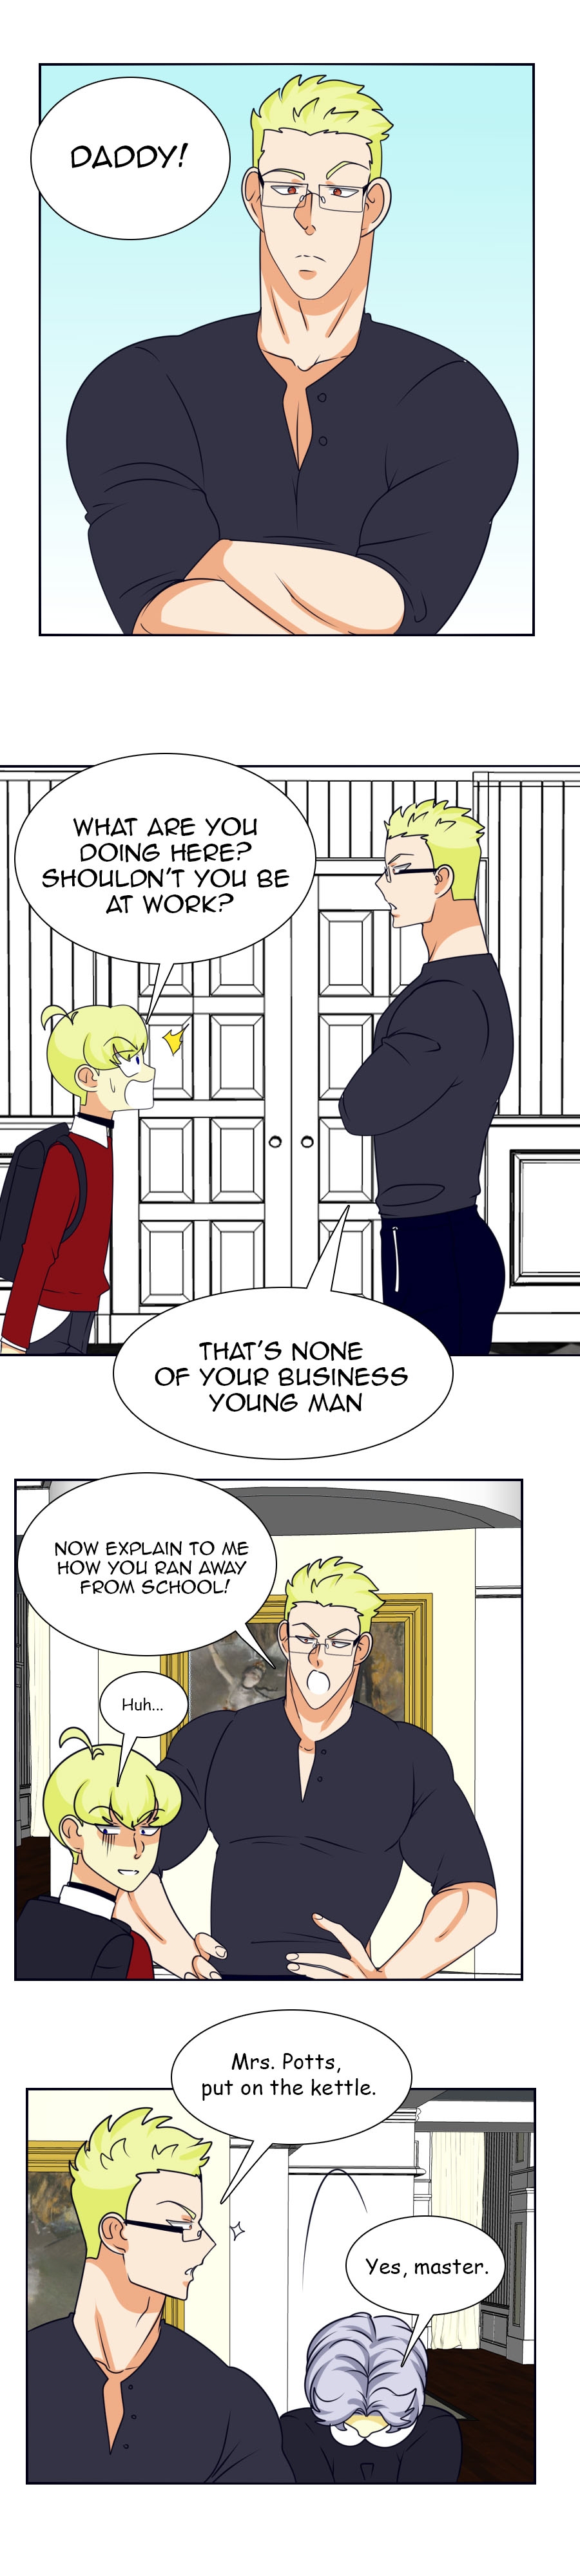 DADDY!
WHAT ARE YOU
DOING HERE?
SHOULDN'T YOU BE
AT WORK?
THAT'S NONE
OF YOUR BUSINESS
YOUNG MAN
NOW EXPLAIN TO ME
HOW YOU RAN AWAY
FROM SCHOOL!
Huh...
Mrs. Potts,
put on the kettle.
Yes, master.